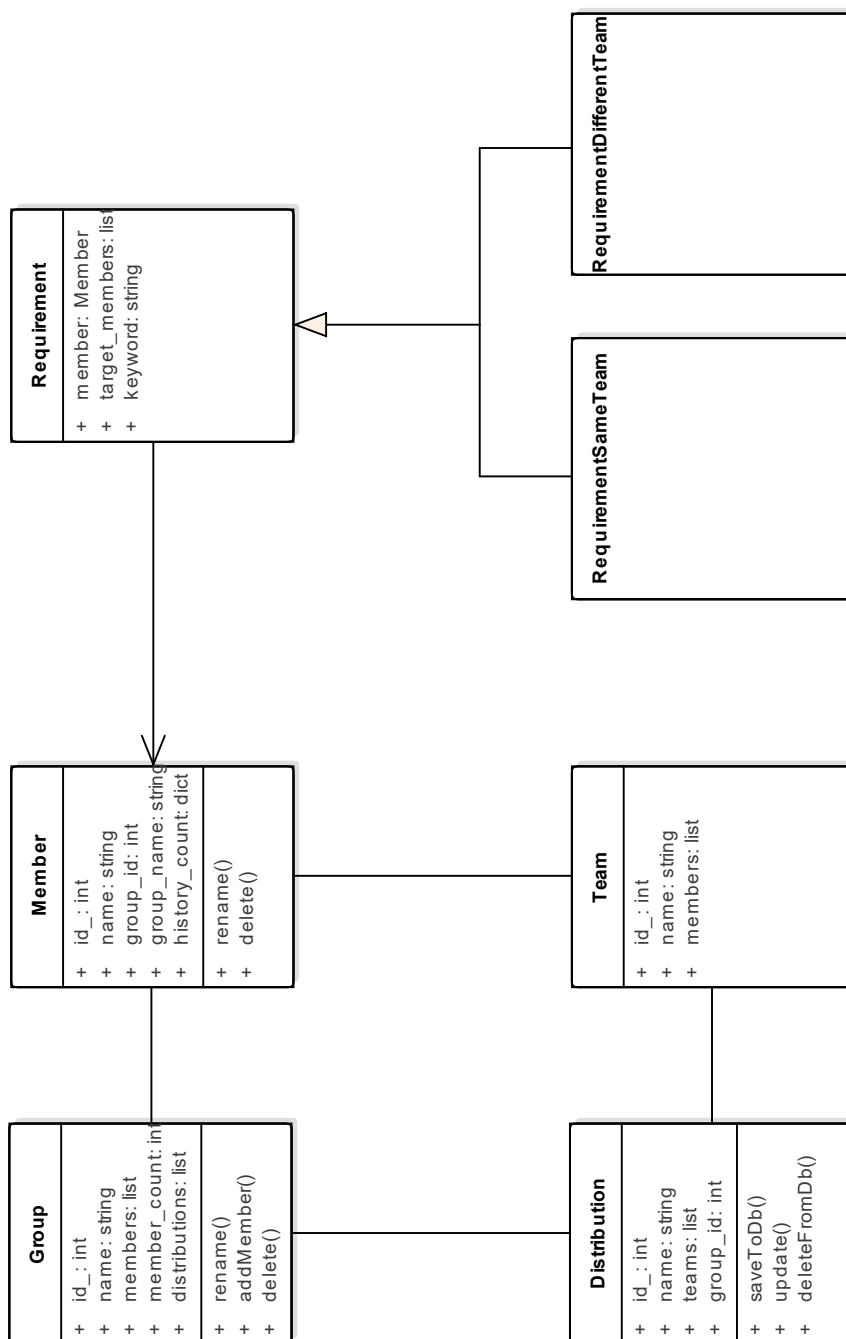 Group
+ id_: int
+ name: string
+ members: list
+ member_count: int
+ distributions: list
+ rename()
+ addMember()
+ delete()
Member
+ id_: int
+ name: string
+ group_id: int
+ group_name: string
+ history_count: dict
+ rename()
+ delete()
Requirement
+ member: Member
+ target_members: list
+ keyword: string
Distribution
+ id_: int
+ name: string
+ teams: list
+ group_id: int
+ saveToDb()
+ update()
+ deleteFromDb()
Team
+ id_: int
+ name: string
+ members: list
RequirementSameTeam
RequirementDifferentTeam